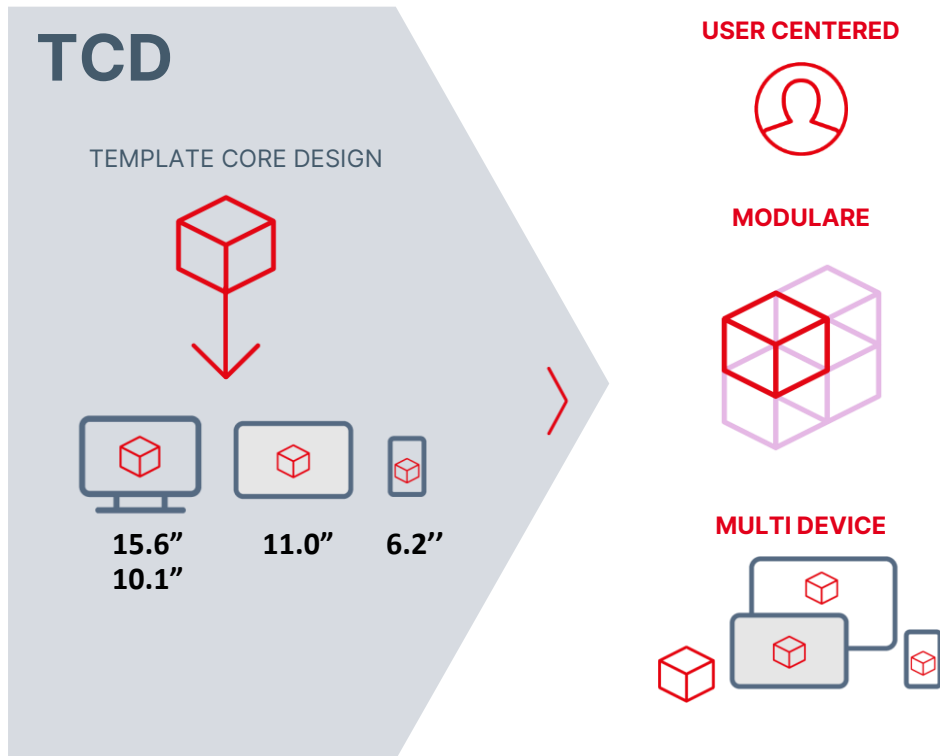 TCD
TEMPLATE CORE DESIGN
15.6” 11.0” 6.2’’
10.1”
USER CENTERED
MODULARE
MULTI DEVICE